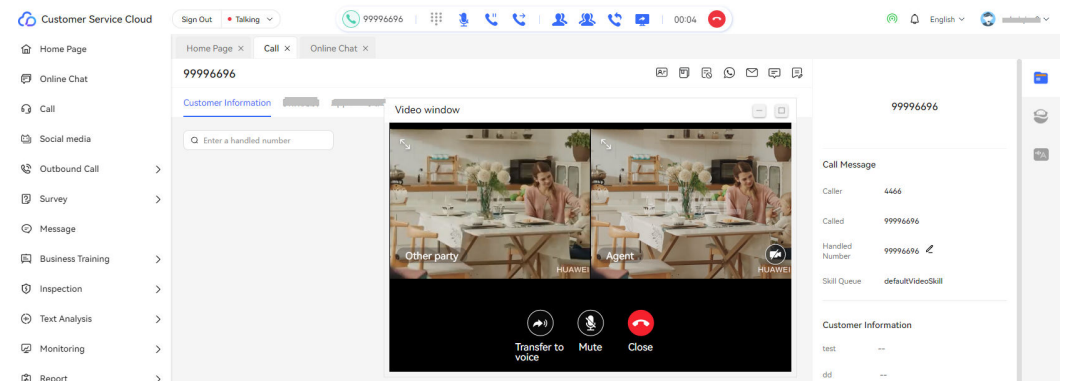 Customer Service Cloud
Sign Out
Talking
99996696
00:04
English
Home Page
Online Chat
Call
Social media
Outbound Call
Survey
Message
Business Training
Inspection
Text Analysis
Monitoring
Report
Home Page ×
Call ×
Online Chat ×
99996696
Customer Information
Enter a handled number
Video window
Other party
HUAWEI
Agent
HUAWEI
Transfer to
voice
Mute
Close
99996696
Call Message
Caller 4466
Called 99996696
Handled
Number
99996696
Skill Queue defaultVideoSkill
Customer Information
test --
dd --